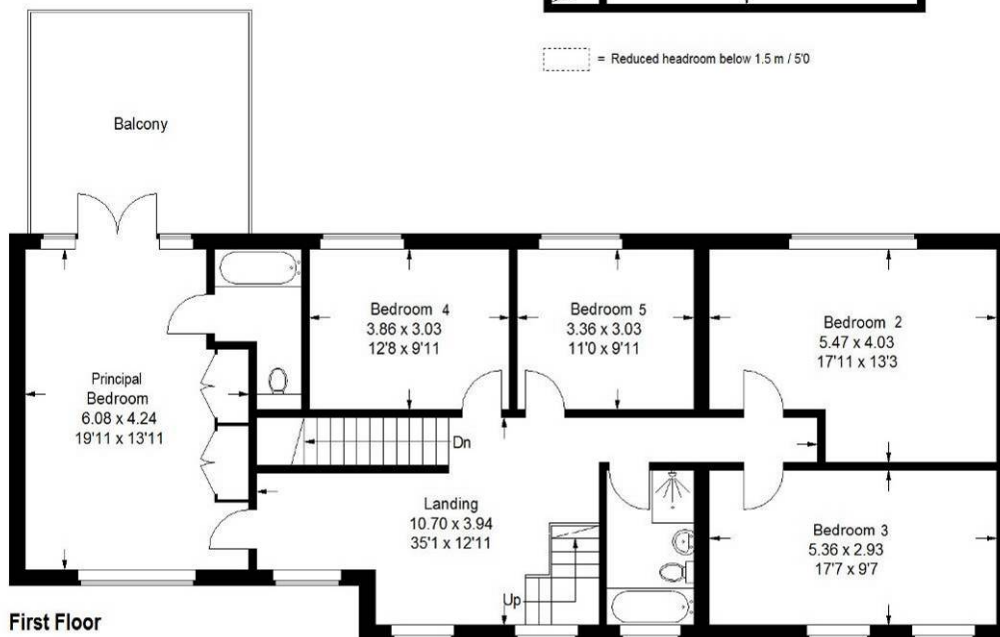 = Reduced headroom below 1.5 m / 5'0
Balcony
Bedroom 4
3.86 x 3.03
12'8 x 9'11
Bedroom 5
3.36 x 3.03
11'0 x 9'11
Bedroom 2
5.47 x 4.03
17'11 x 13'3
Principal
Bedroom
6.08 x 4.24
19'11 x 13'11
Dn
Landing
10.70 x 3.94
35'1 x 12'11
Up
Bedroom 3
5.36 x 2.93
17'7 x 9'7
First Floor